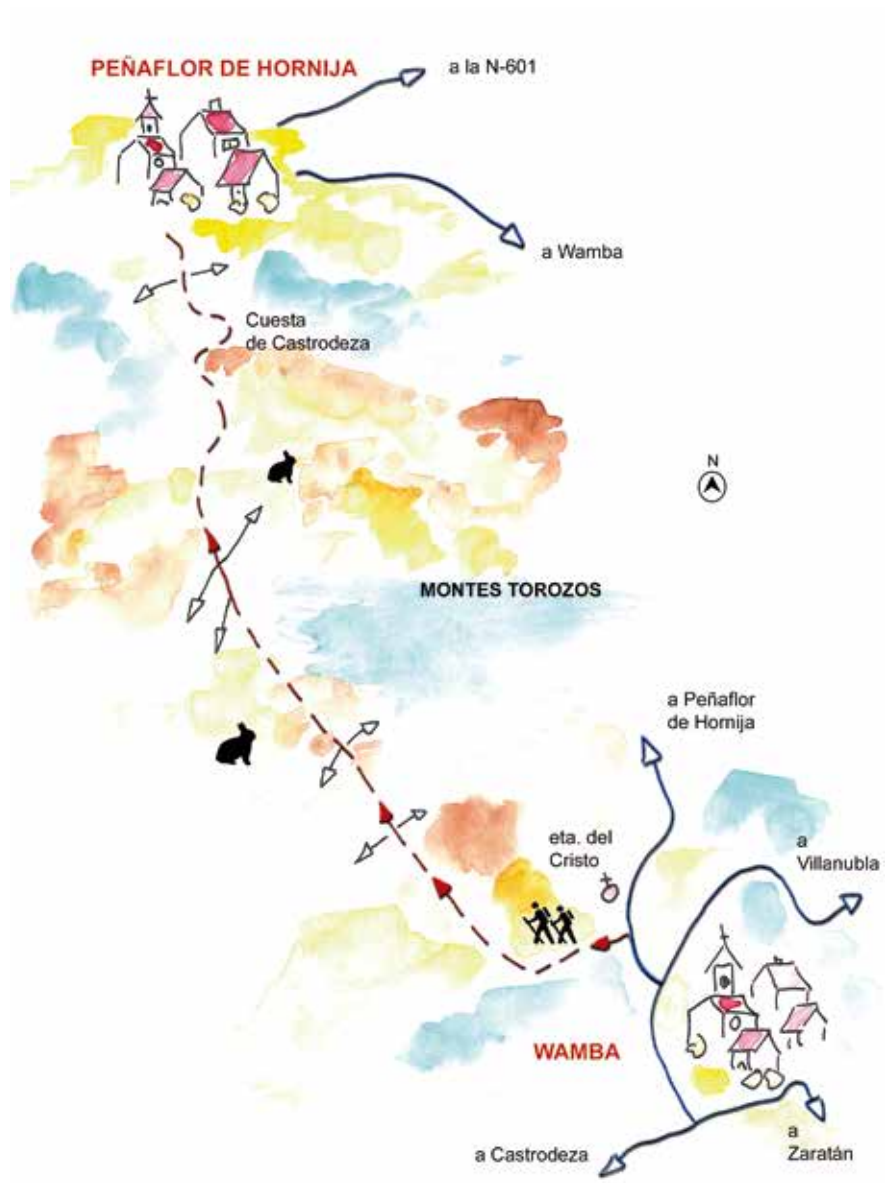 PEÑAFLOR DE HORNIJA
a la N-601
a Wamba
Cuesta
de Castrodeza
N
MONTES TOROZOS
a Peñaflor
de Hornija
a
Villanubla
eta. del
Cristo
WAMBA
a Castrodeza
a
Zaratán